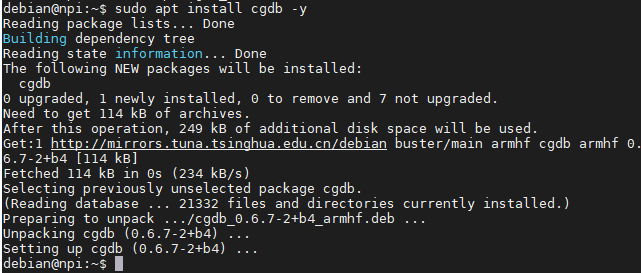 debian@npi:~$ sudo apt install cgdb -y
Reading package lists... Done
Building dependency tree
Reading state information... Done
The following NEW packages will be installed:
  cgdb
0 upgraded, 1 newly installed, 0 to remove and 7 not upgraded.
Need to get 114 kB of archives.
After this operation, 249 kB of additional disk space will be used.
Get:1 http://mirrors.tuna.tsinghua.edu.cn/debian buster/main armhf cgdb armhf 0.
6.7-2+b4 [114 kB]
Fetched 114 kB in 0s (234 kB/s)
Selecting previously unselected package cgdb.
(Reading database ... 21332 files and directories currently installed.)
Preparing to unpack .../cgdb_0.6.7-2+b4_armhf.deb ...
Unpacking cgdb (0.6.7-2+b4) ...
Setting up cgdb (0.6.7-2+b4) ...
debian@npi:~$